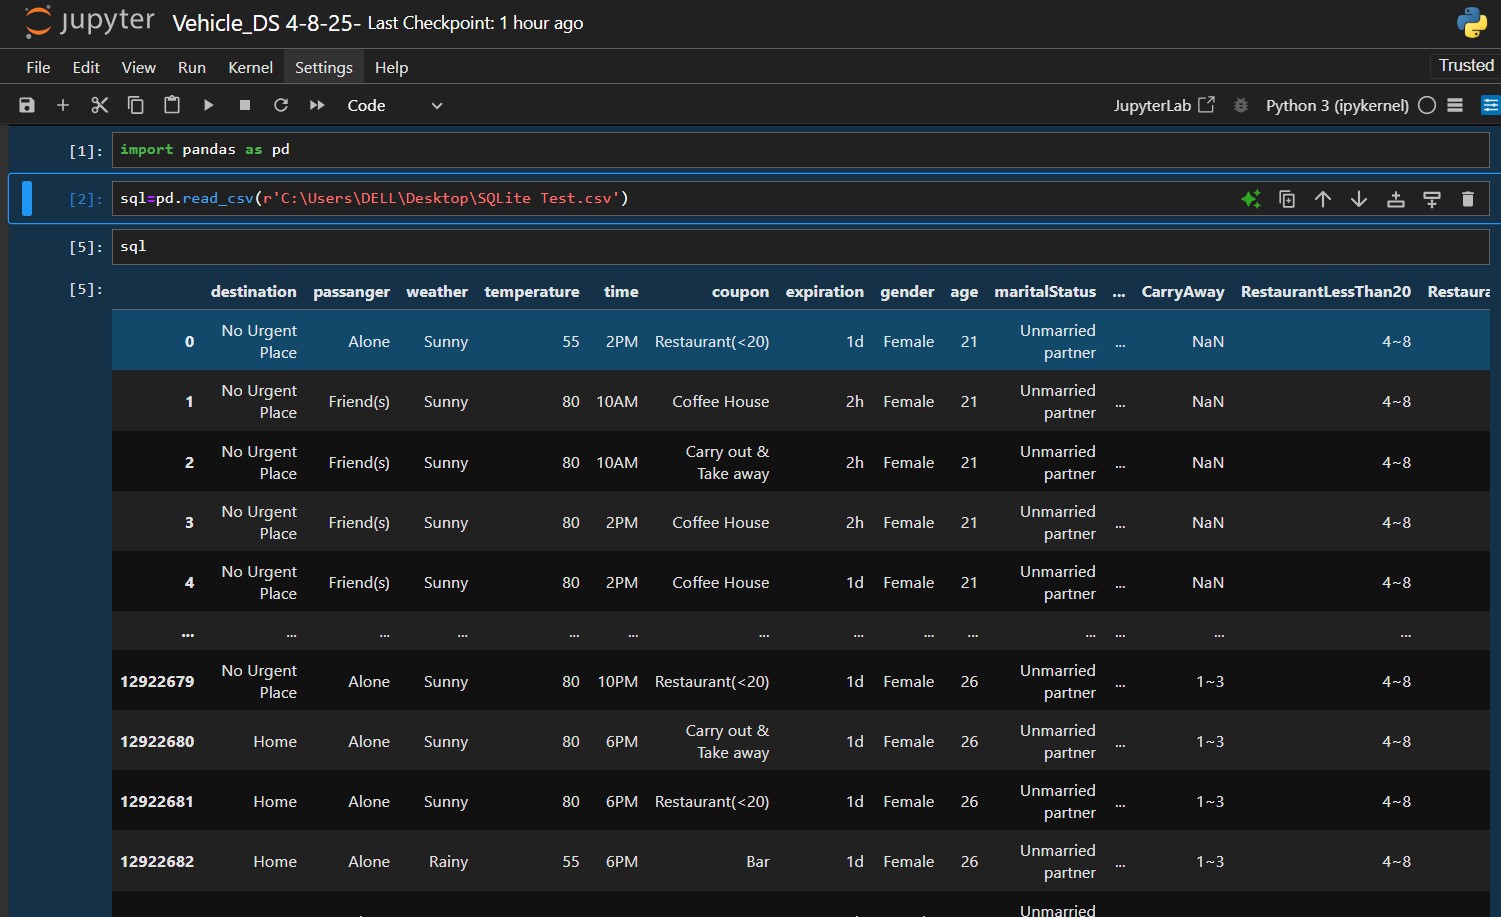 jupyter Vehicle_DS 4-8-25- Last Checkpoint: 1 hour ago
File Edit View Run Kernel Settings Help Trusted
Code JupyterLab Python 3 (ipykernel)
[1]: import pandas as pd
[2]: sql=pd.read_csv(r'C:\Users\DELL\Desktop\SQLite Test.csv')
[5]: sql
[5]:
destination passanger weather temperature time coupon expiration gender age maritalStatus ... CarryAway RestaurantLessThan20 Restaura
0 No Urgent Place Alone Sunny 55 2PM Restaurant(<20) 1d Female 21 Unmarried partner ... NaN 4~8
1 No Urgent Place Friend(s) Sunny 80 10AM Coffee House 2h Female 21 Unmarried partner ... NaN 4~8
2 No Urgent Place Friend(s) Sunny 80 10AM Carry out & Take away 2h Female 21 Unmarried partner ... NaN 4~8
3 No Urgent Place Friend(s) Sunny 80 2PM Coffee House 2h Female 21 Unmarried partner ... NaN 4~8
4 No Urgent Place Friend(s) Sunny 80 2PM Coffee House 1d Female 21 Unmarried partner ... NaN 4~8
... ... ... ... ... ... ... ... ... ... ... ... ... ...
12922679 No Urgent Place Alone Sunny 80 10PM Restaurant(<20) 1d Female 26 Unmarried partner ... 1~3 4~8
12922680 Home Alone Sunny 80 6PM Carry out & Take away 1d Female 26 Unmarried partner ... 1~3 4~8
12922681 Home Alone Sunny 80 6PM Restaurant(<20) 1d Female 26 Unmarried partner ... 1~3 4~8
12922682 Home Alone Rainy 55 6PM Bar 1d Female 26 Unmarried partner ... 1~3 4~8
Unmarried